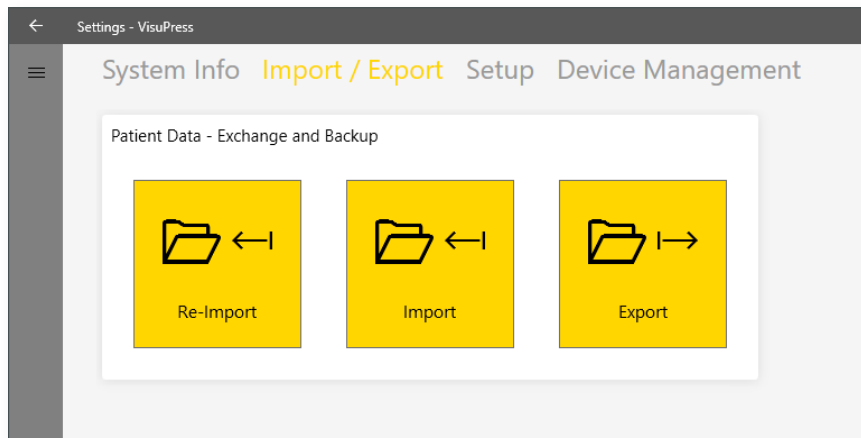 Settings - VisuPress
System Info Import / Export Setup Device Management
Patient Data - Exchange and Backup
Re-Import Import Export